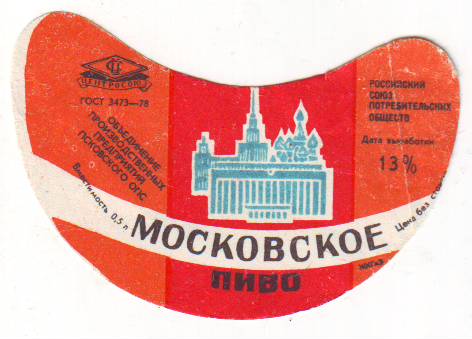 ЦЕНТРОСОЮЗ
ГОСТ 3473—78
ОБЪЕДИНЕНИЕ
ПРОИЗВОДСТВЕННЫХ
ПРЕДПРИЯТИЙ
ПСКОВСКОГО ОПС
Вместимость 0,5 л
РОССИЙСКИЙ
СОЮЗ
ПОТРЕБИТЕЛЬСКИХ
ОБЩЕСТВ
Дата выработки
13%
Цена без
МОСКОВСКОЕ
ПИВО